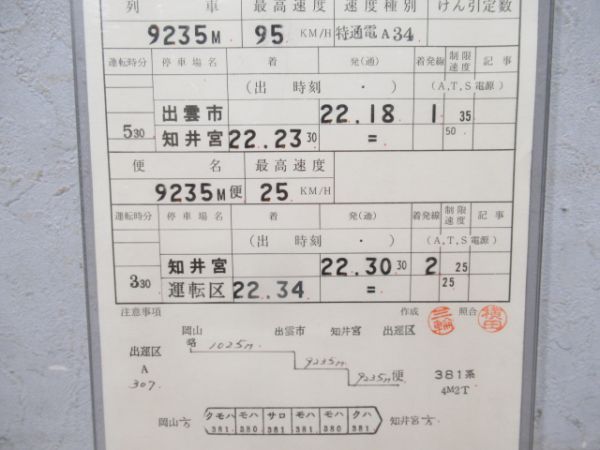 列 車 最高速度 速度種別 けん引定数
9235M 95 KM/H 特通電A34
運転時分 停車場名 着 発(通) 着発線 制限速度 記事
(出 時刻 ・ ) (A,T,S電源)
出雲市 22.18 1 35
5 30 知井宮 22.23 30 = 50
便 名 最高速度
9235M便 25 KM/H
運転時分 停車場名 着 発(通) 着発線 制限速度 記事
(出 時刻 ・ ) (A,T,S電源)
知井宮 22.30 30 2 25
3 30 運転区 22.34 = 25
注意事項 作成 三輪 照合 横田
岡山 出雲市 知井宮 出運区
出運区 略 1025M
A 9235M
307 9235M便 381系
4M2T
岡山方 クモハ モハ サロ モハ モハ クハ 知井宮方
381 380 381 381 380 381